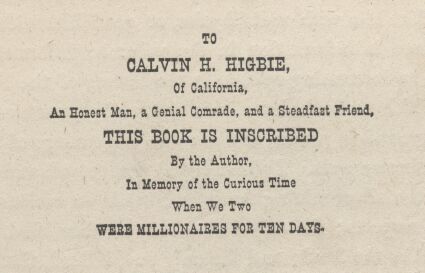 TO
CALVIN H. HIGBIE,
Of California,
An Honest Man, a Genial Comrade, and a Steadfast Friend,
THIS BOOK IS INSCRIBED
By the Author,
In Memory of the Curious Time
When We Two
WERE MILLIONAIRES FOR TEN DAYS.